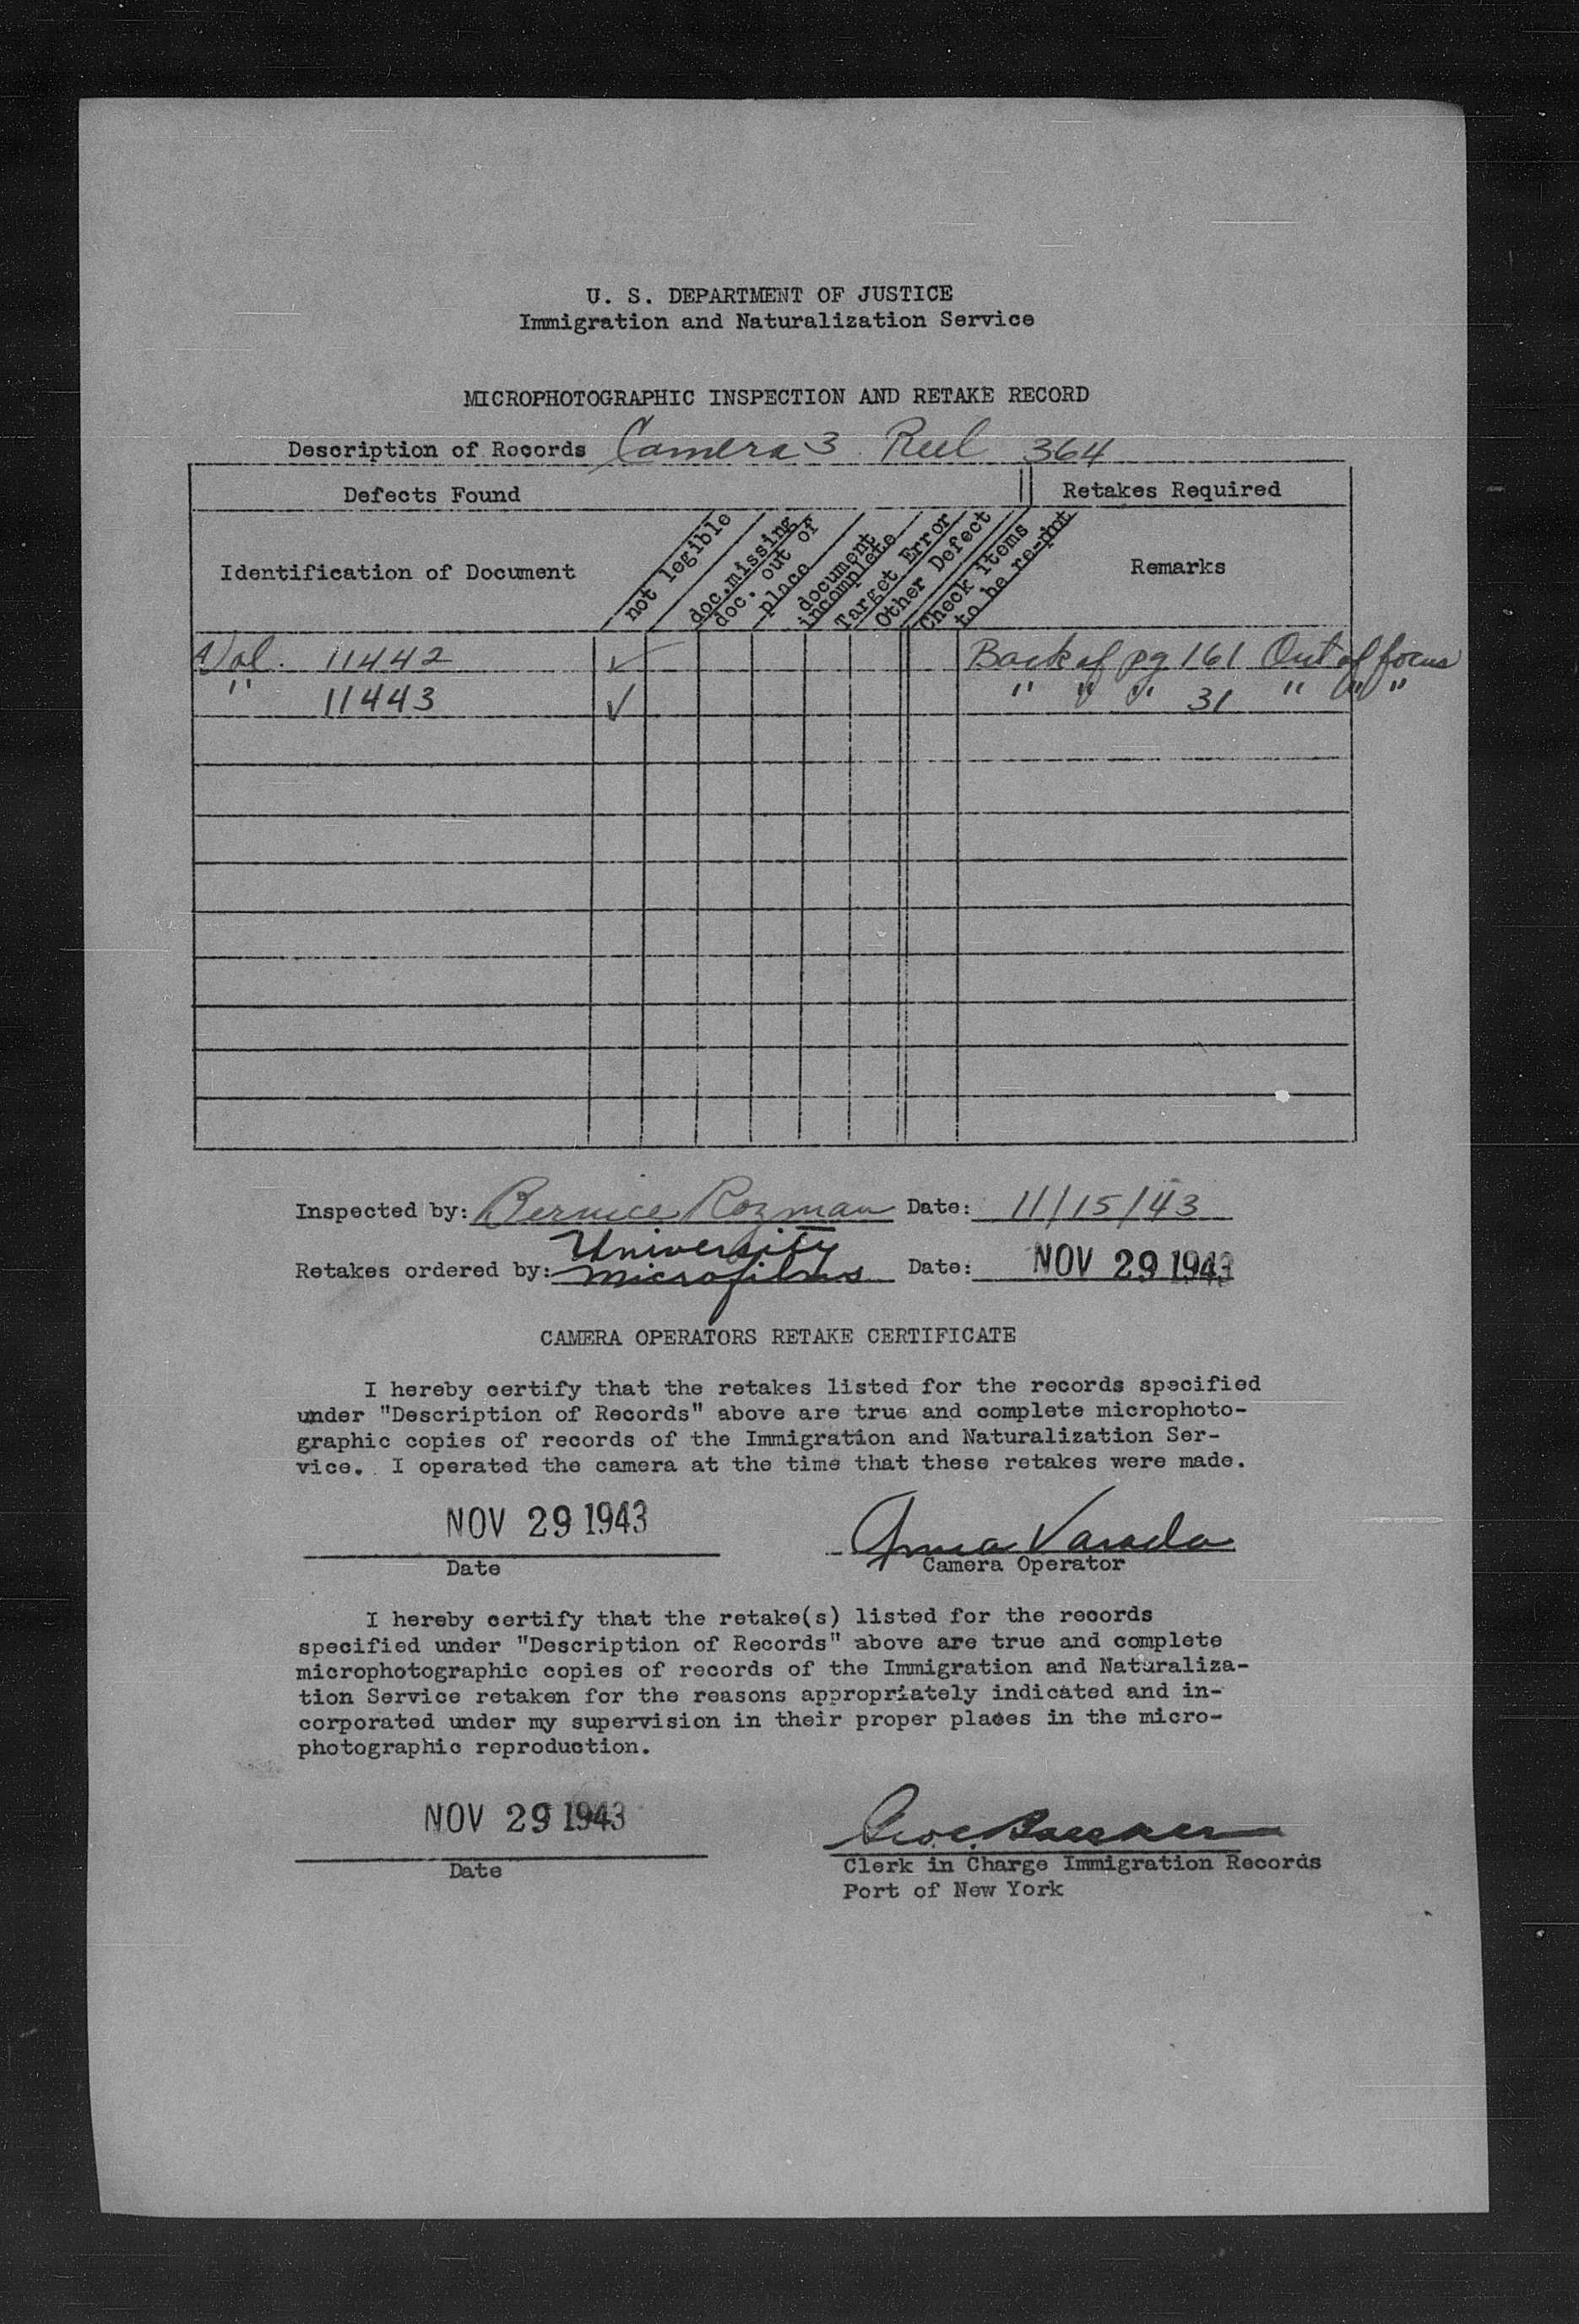 U. S. DEPARTMENT OF JUSTICE
Immigration and Naturalization Service
MICROPHOTOGRAPHIC INSPECTION AND RETAKE RECORD
Description of Records Camera 3 Reel 364
Defects Found Retakes Required
Identification of Document not legible doc. missing doc. out of place document incomplete Target Error Other Defect Check items to be re-phot Remarks
Vol. 11442 ✓ Back of pg 161 Out of focus
" 11443 ✓ " " " 31 " " "
Inspected by: Bernice Rozman Date: 11/15/43
Retakes ordered by: University Microfilms Date: NOV 29 1943
CAMERA OPERATORS RETAKE CERTIFICATE
I hereby certify that the retakes listed for the records specified
under "Description of Records" above are true and complete microphoto-
graphic copies of records of the Immigration and Naturalization Ser-
vice. I operated the camera at the time that these retakes were made.
NOV 29 1943 Anna Varada
Date Camera Operator
I hereby certify that the retake(s) listed for the records
specified under "Description of Records" above are true and complete
microphotographic copies of records of the Immigration and Naturaliza-
tion Service retaken for the reasons appropriately indicated and in-
corporated under my supervision in their proper places in the micro-
photographic reproduction.
NOV 29 1943
Date Clerk in Charge Immigration Records
Port of New York